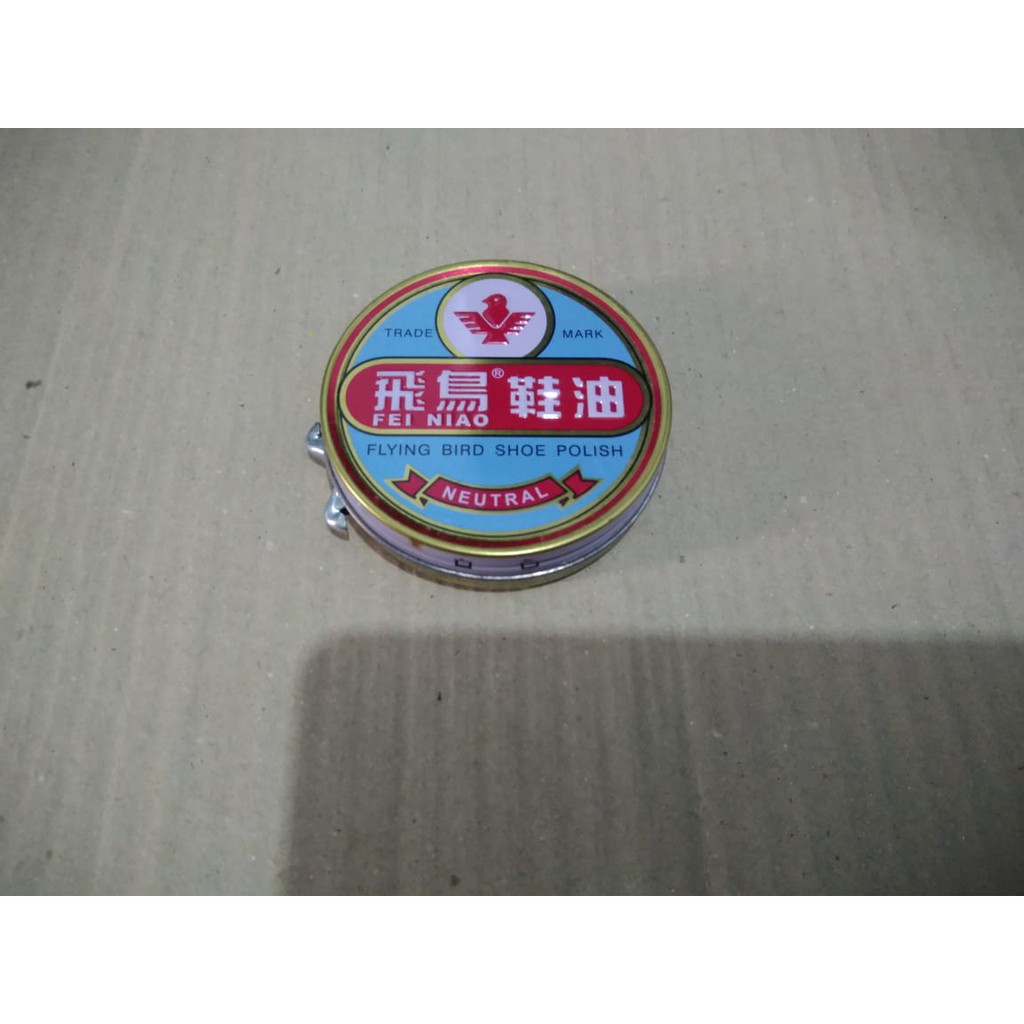 TRADE MARK
飛鳥® 鞋油
FEI NIAO
FLYING BIRD SHOE POLISH
NEUTRAL